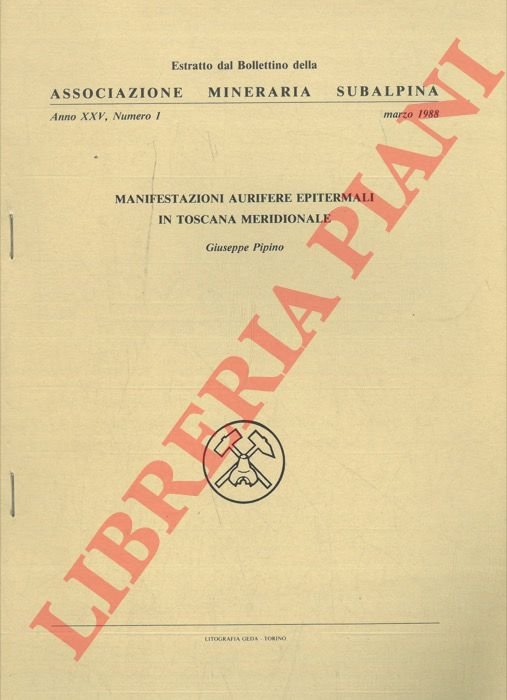 Estratto dal Bollettino della
ASSOCIAZIONE MINERARIA SUBALPINA
Anno XXV, Numero 1 marzo 1988
MANIFESTAZIONI AURIFERE EPITERMALI
IN TOSCANA MERIDIONALE
Giuseppe Pipino
LIBRERIA PIANI
LITOGRAFIA GEDA - TORINO